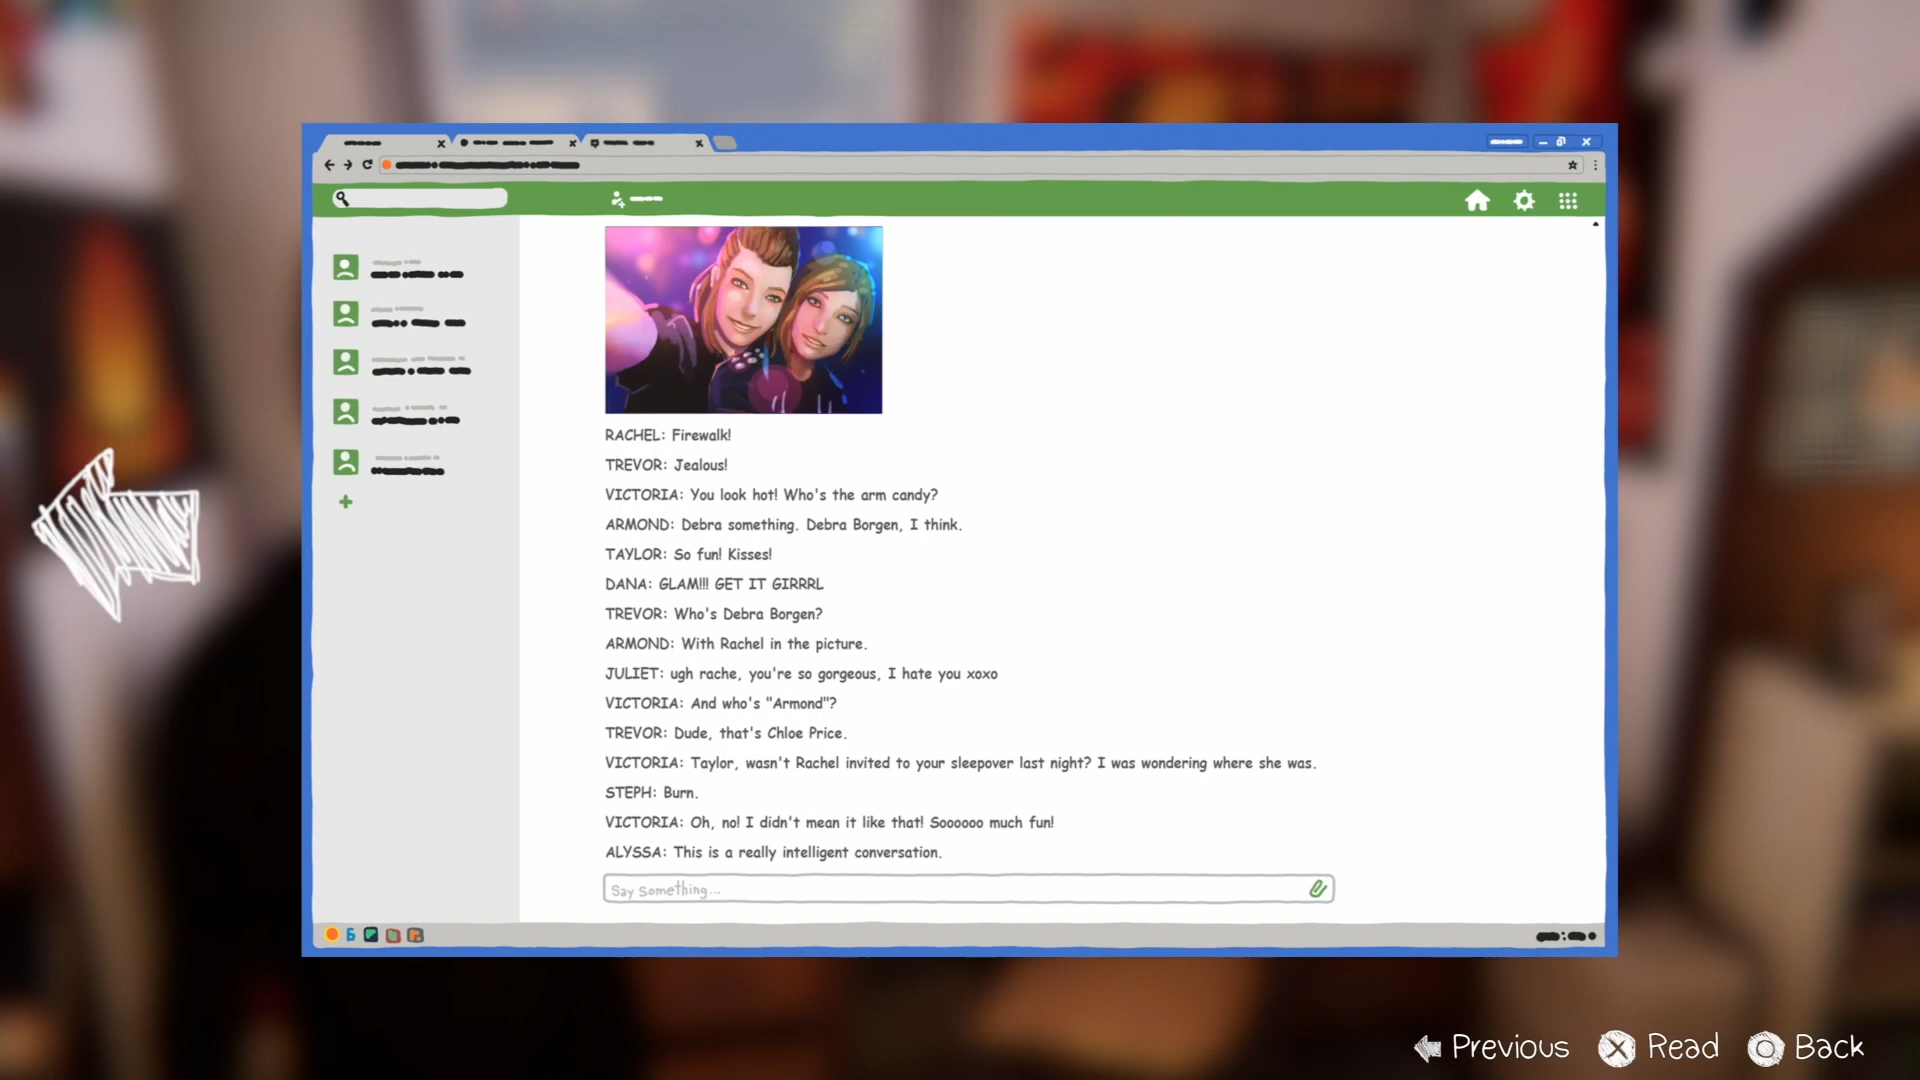 RACHEL: Firewalk!
TREVOR: Jealous!
VICTORIA: You look hot! Who's the arm candy?
ARMOND: Debra something. Debra Borgen, I think.
TAYLOR: So fun! Kisses!
DANA: GLAM!!! GET IT GIRRRL
TREVOR: Who's Debra Borgen?
ARMOND: With Rachel in the picture.
JULIET: ugh rache, you're so gorgeous, I hate you xoxo
VICTORIA: And who's "Armond"?
TREVOR: Dude, that's Chloe Price.
VICTORIA: Taylor, wasn't Rachel invited to your sleepover last night? I was wondering where she was.
STEPH: Burn.
VICTORIA: Oh, no! I didn't mean it like that! Soooooo much fun!
ALYSSA: This is a really intelligent conversation.
Say something...
Previous Read Back